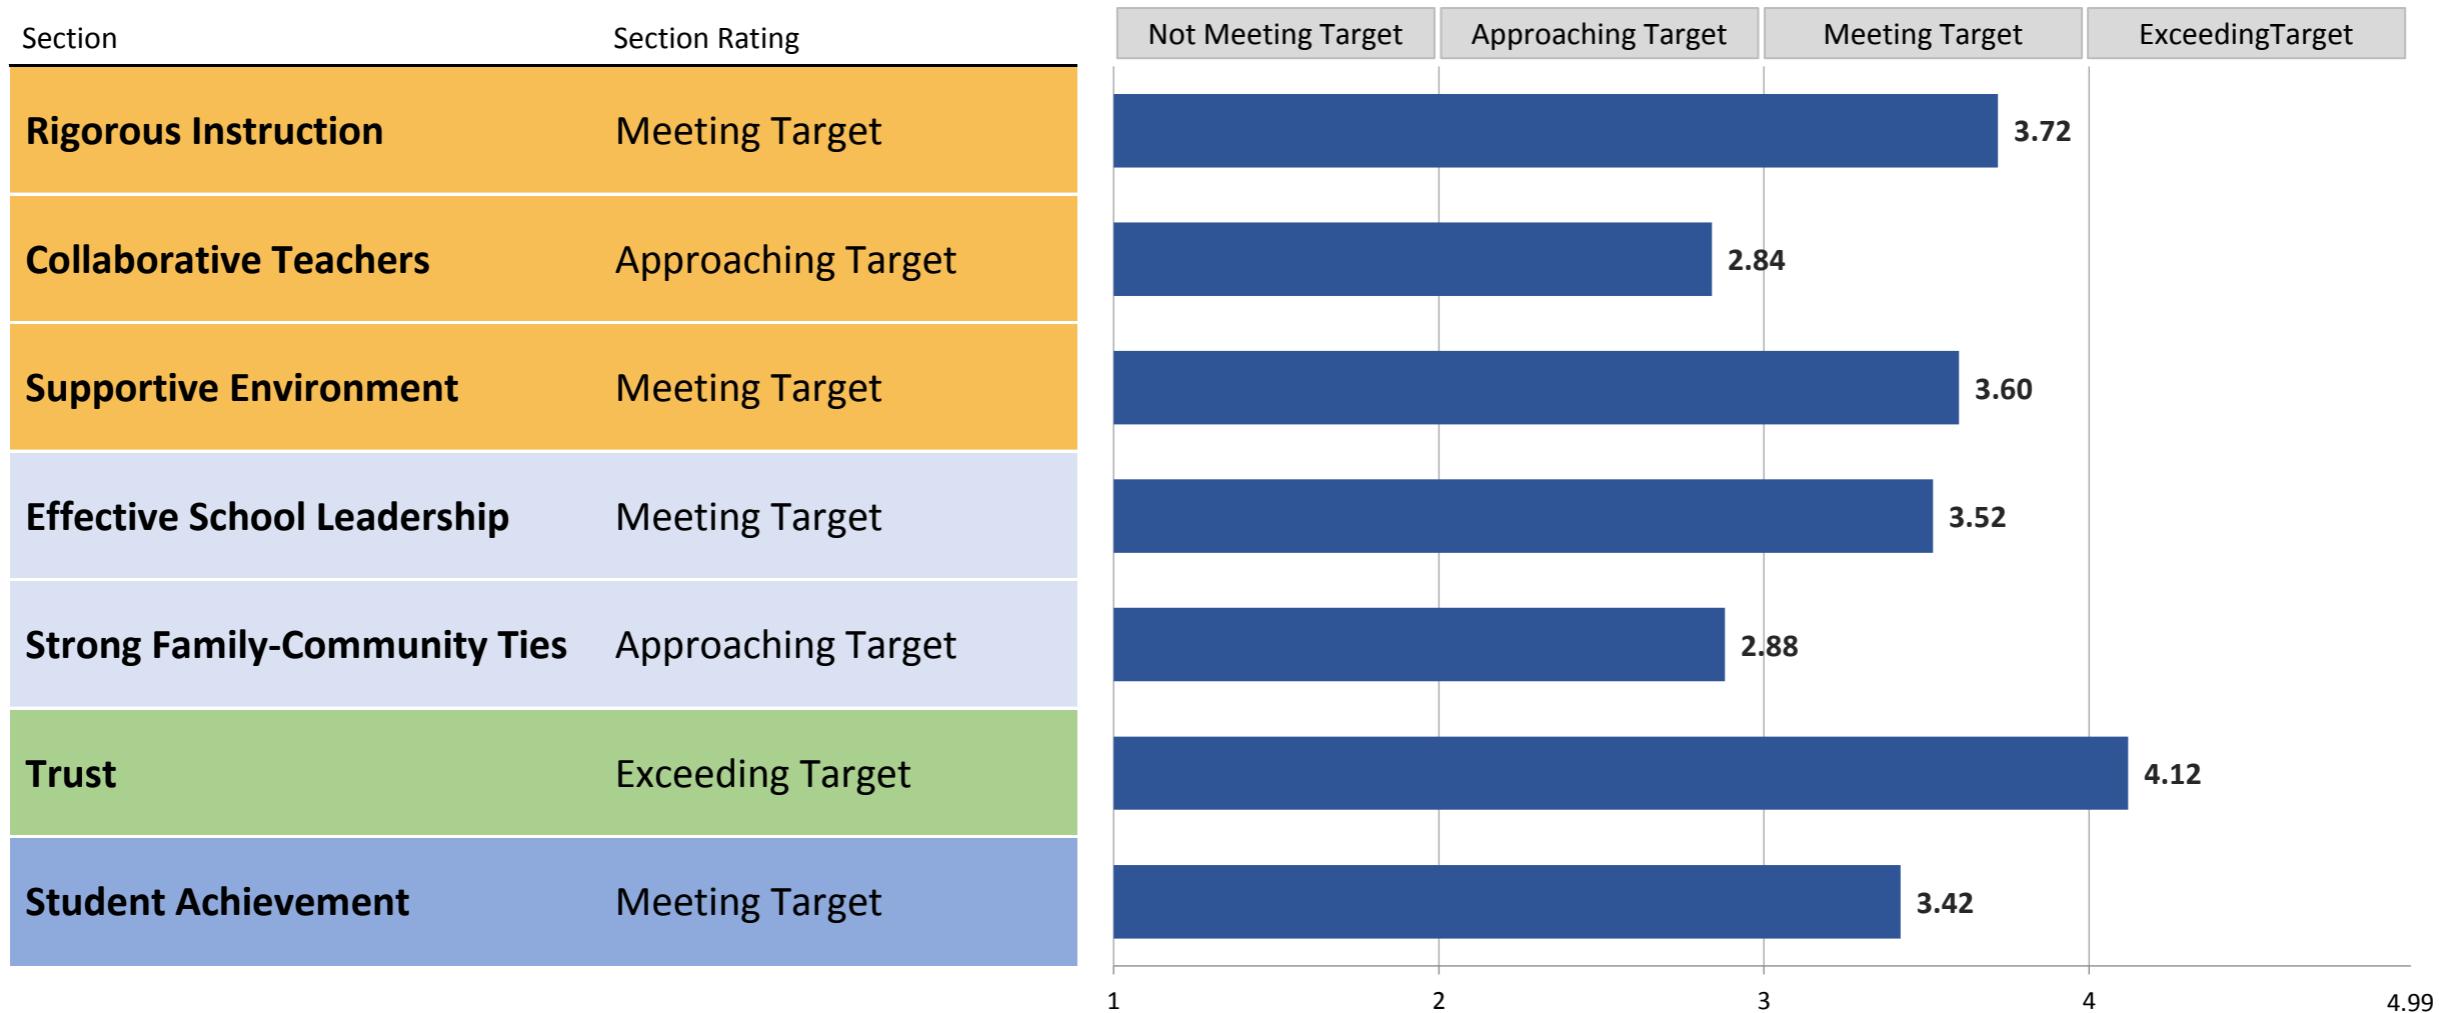 Section Section Rating Not Meeting Target Approaching Target Meeting Target ExceedingTarget
Rigorous Instruction Meeting Target 3.72
Collaborative Teachers Approaching Target 2.84
Supportive Environment Meeting Target 3.60
Effective School Leadership Meeting Target 3.52
Strong Family-Community Ties Approaching Target 2.88
Trust Exceeding Target 4.12
Student Achievement Meeting Target 3.42
1 2 3 4 4.99